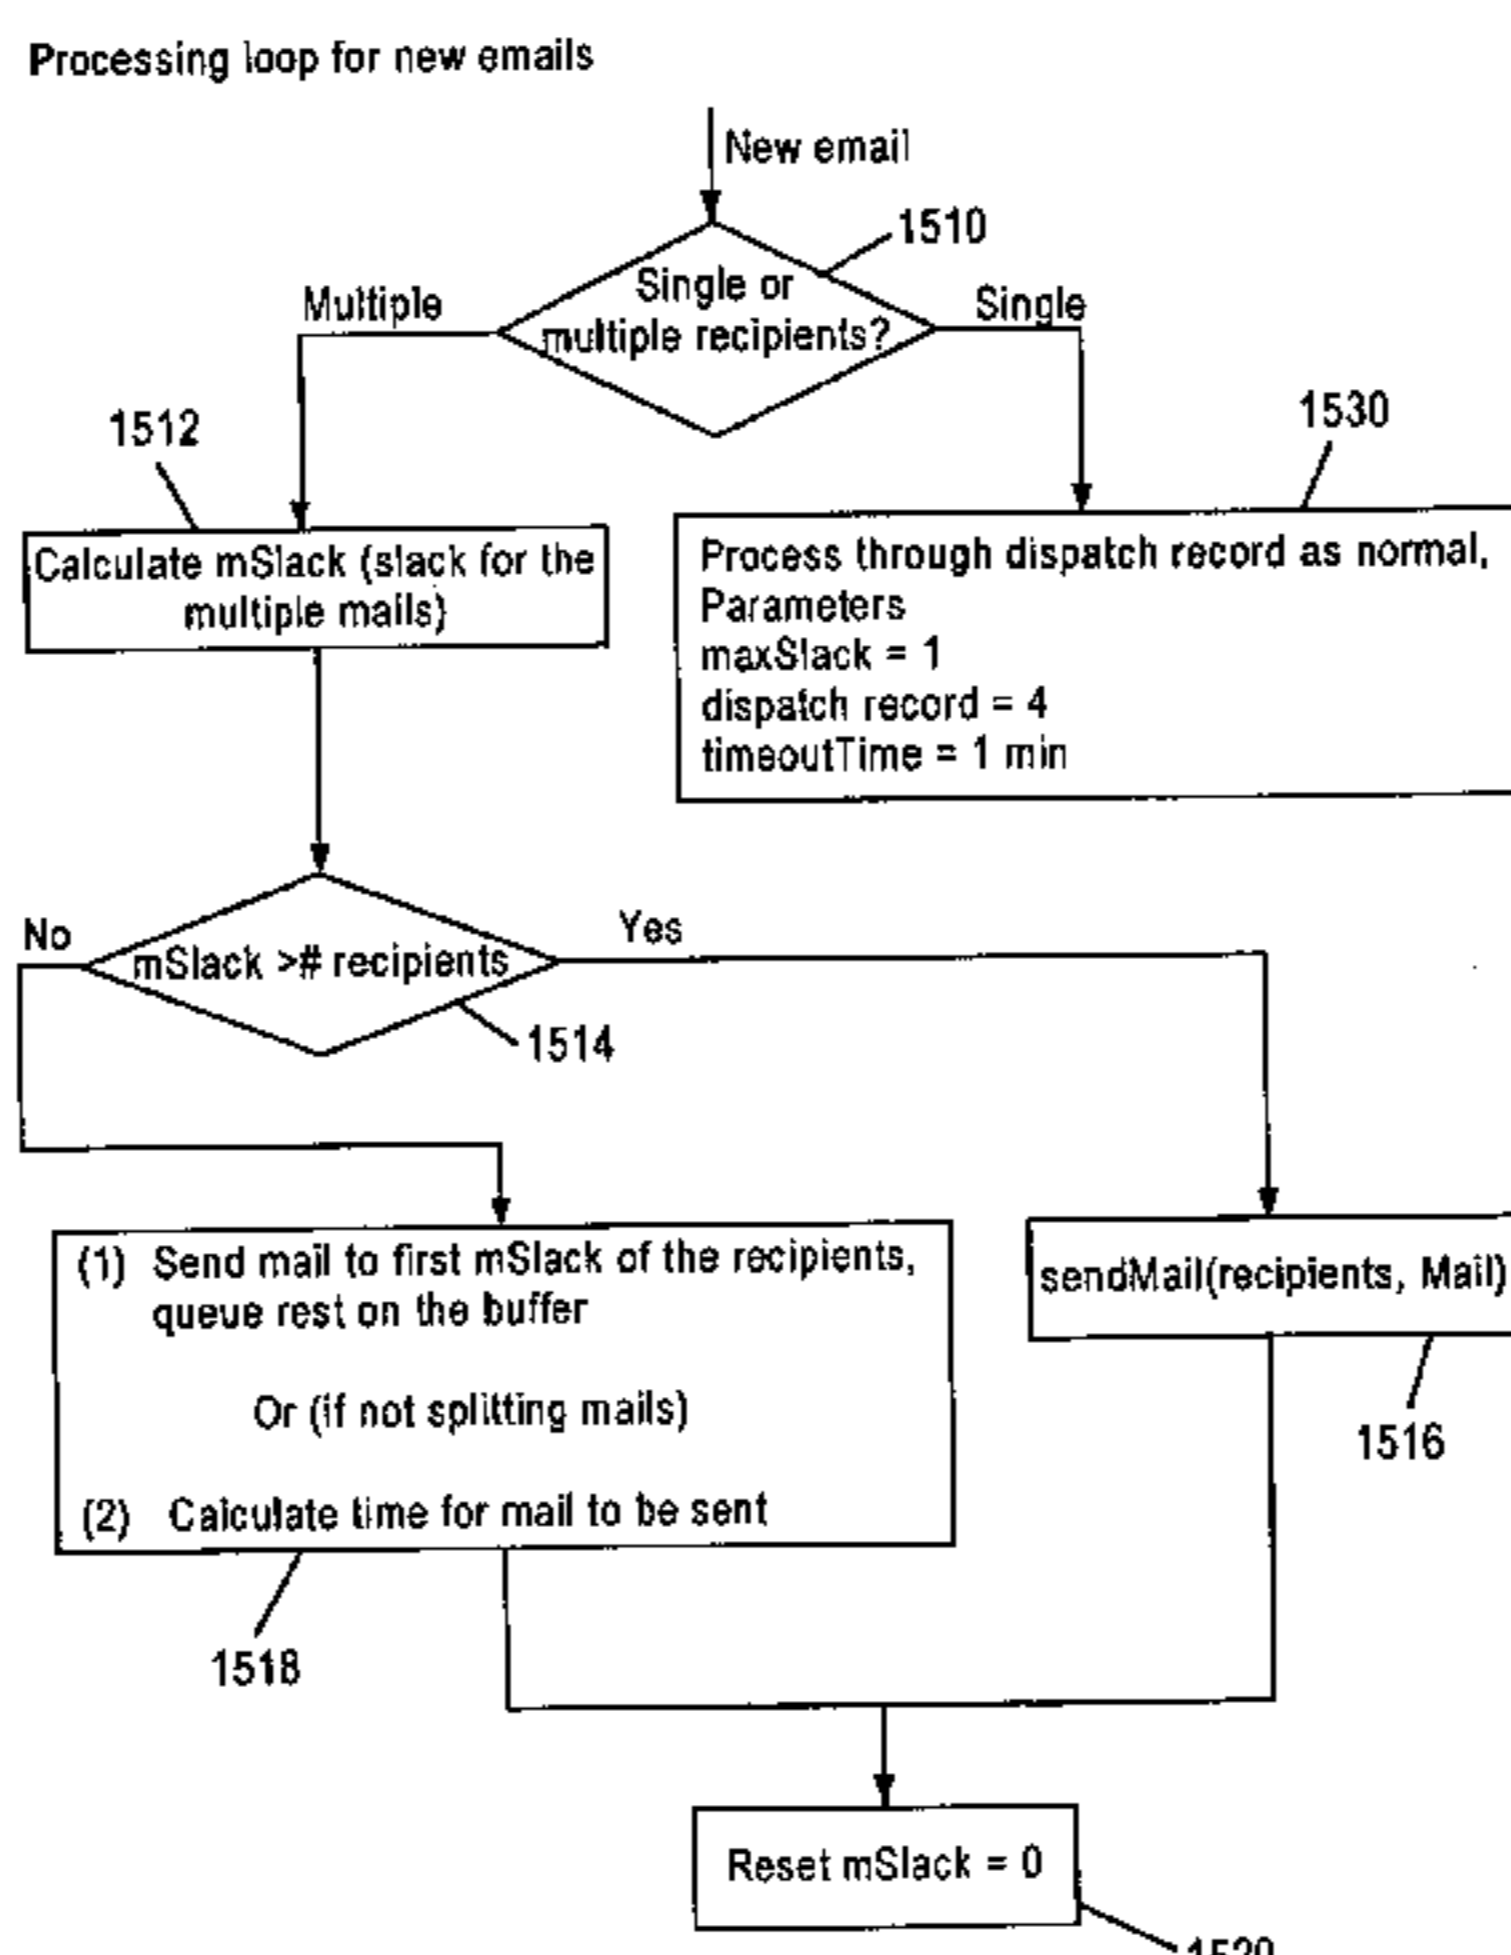 Processing loop for new emails
New email
1510
Single or
multiple recipients?
Multiple
Single
1512
1530
Calculate mSlack (slack for the
multiple mails)
Process through dispatch record as normal,
Parameters
maxSlack = 1
dispatch record = 4
timeoutTime = 1 min
No
mSlack ># recipients
Yes
1514
(1) Send mail to first mSlack of the recipients,
queue rest on the buffer
Or (if not splitting mails)
(2) Calculate time for mail to be sent
sendMail(recipients, Mail)
1516
1518
Reset mSlack = 0
1520